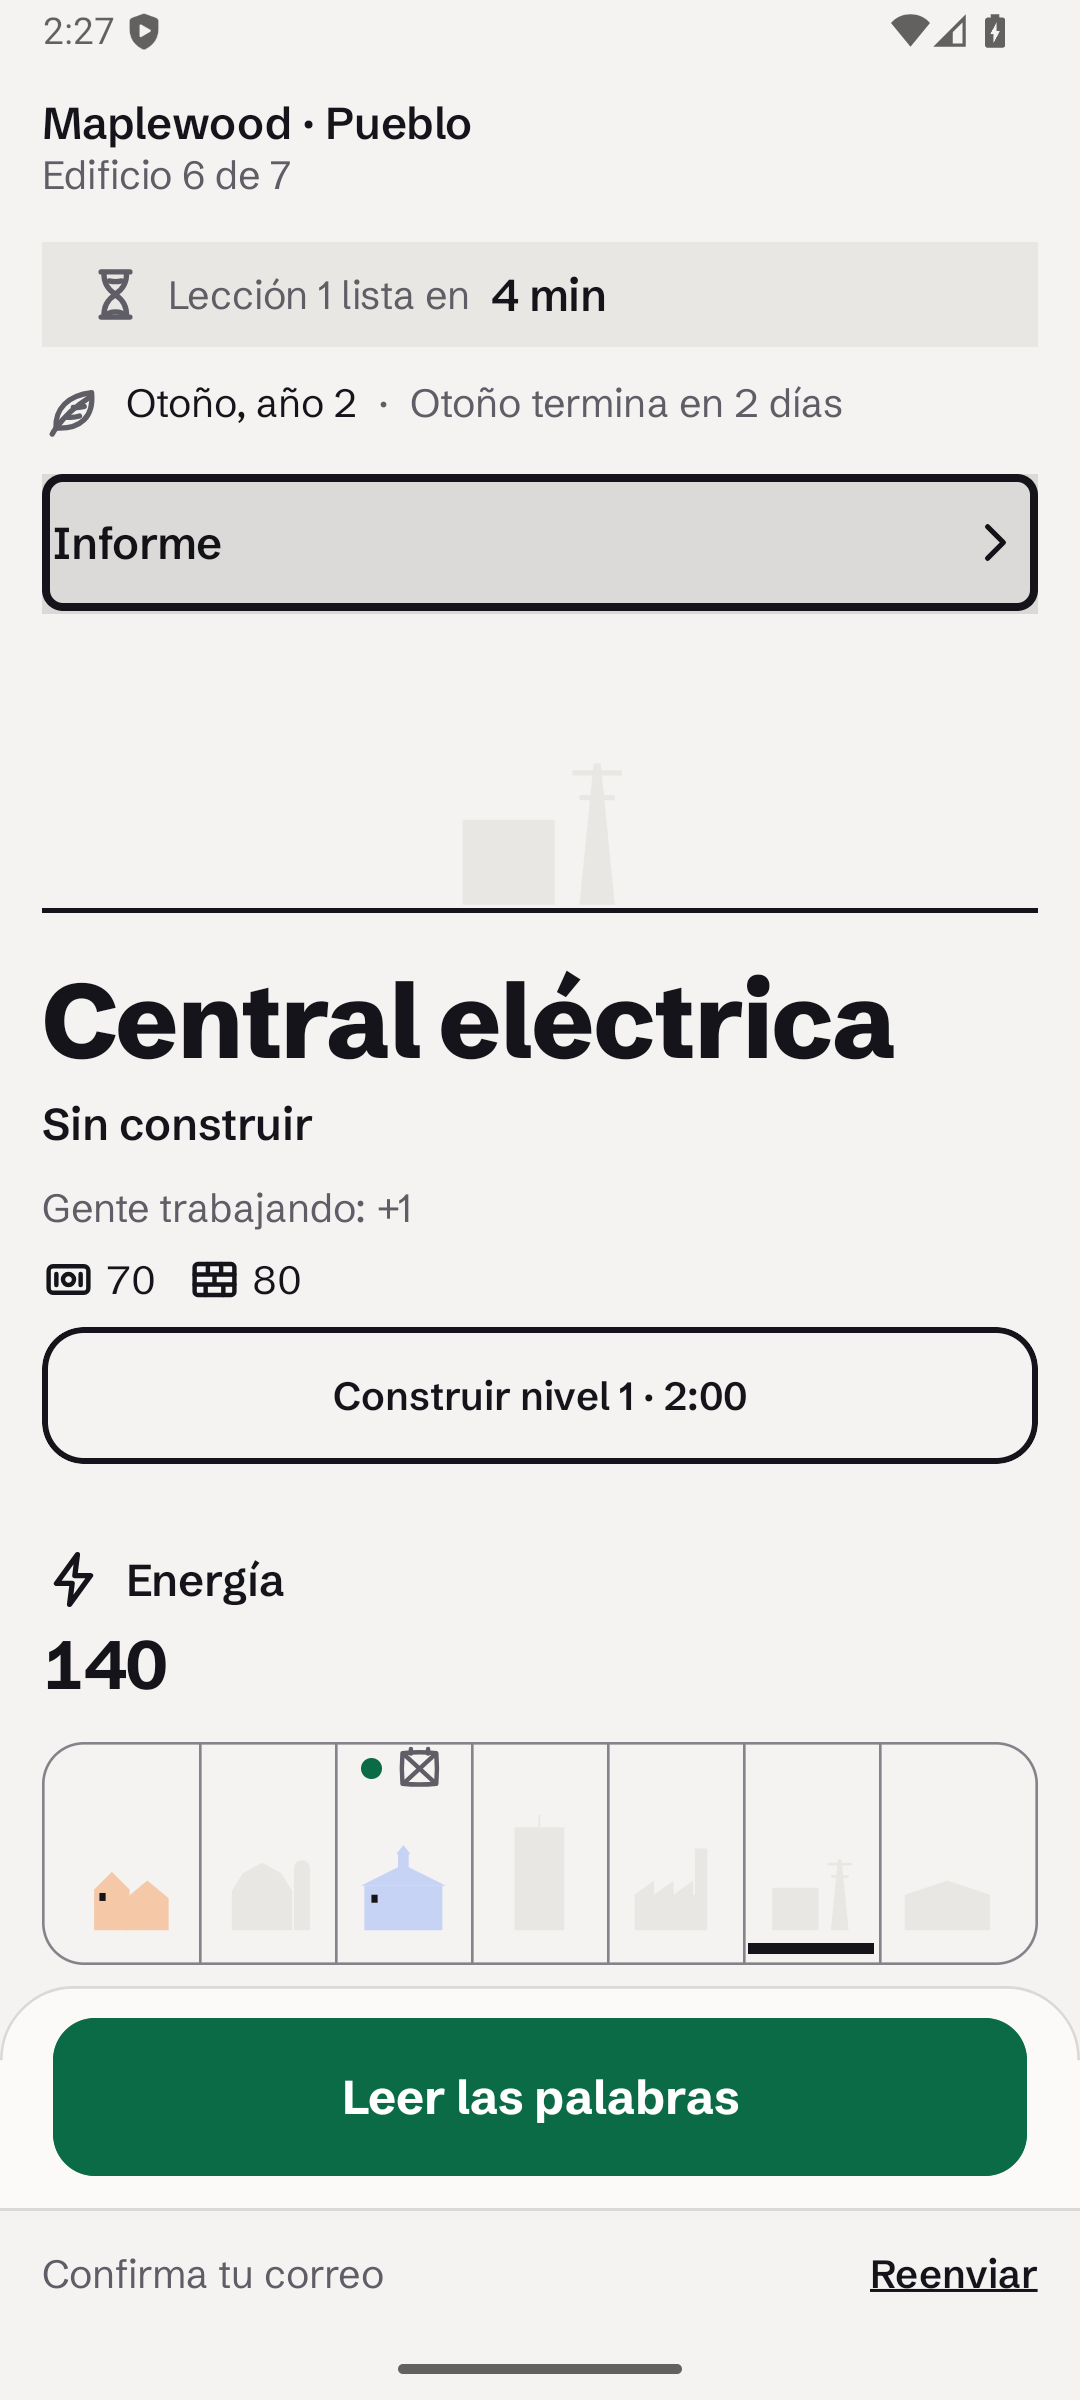 2:27
Maplewood · Pueblo
Edificio 6 de 7
Lección 1 lista en 4 min
Otoño, año 2 · Otoño termina en 2 días
Informe
Central eléctrica
Sin construir
Gente trabajando: +1
70 80
Construir nivel 1 · 2:00
Energía
140
Leer las palabras
Confirma tu correo Reenviar